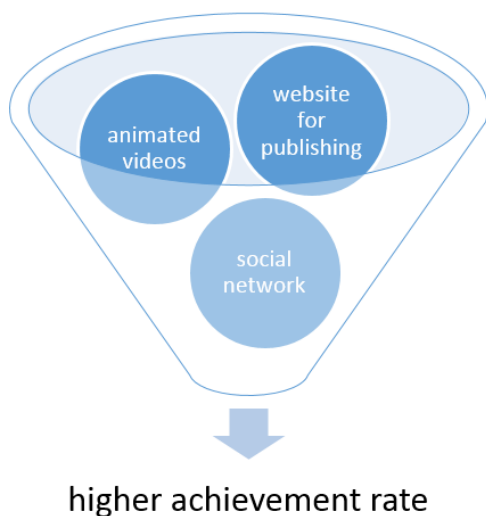 website
for
publishing
animated
videos
social
network
higher achievement rate